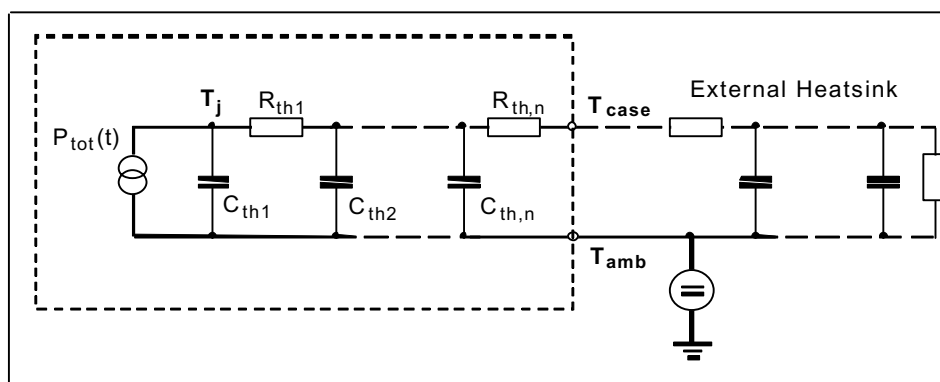 External Heatsink
T_j
R_th1
R_th,n
T_case
P_tot(t)
C_th1
C_th2
C_th,n
T_amb